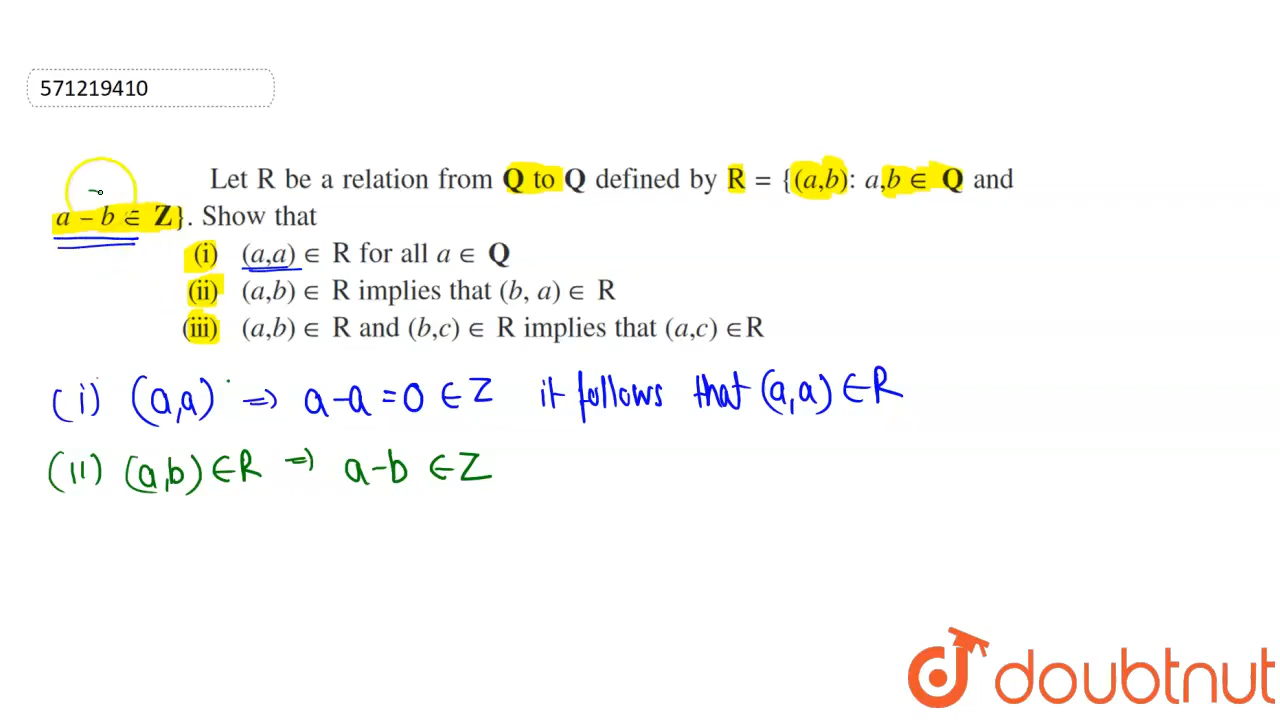 571219410
Let R be a relation from Q to Q defined by R = {(a,b): a,b ∈ Q and
a – b ∈ Z}. Show that
(i) (a,a) ∈ R for all a ∈ Q
(ii) (a,b) ∈ R implies that (b, a) ∈ R
(iii) (a,b) ∈ R and (b,c) ∈ R implies that (a,c) ∈R
(i) (a,a) ⇒ a-a=0 ∈ Z it follows that (a,a) ∈ R
(ii) (a,b) ∈ R ⇒ a-b ∈ Z
doubtnut